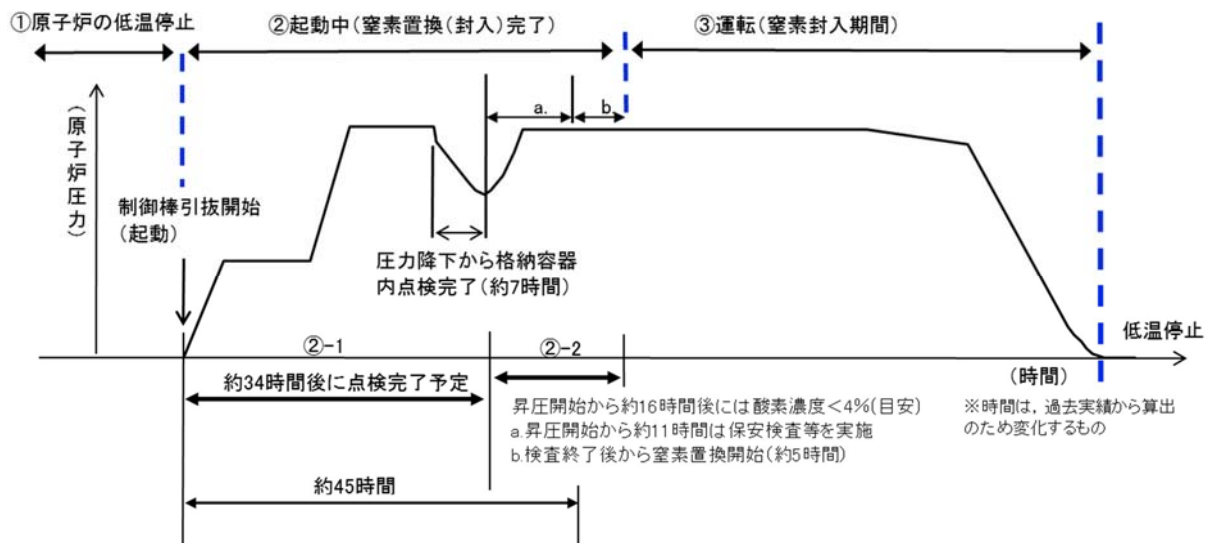 ①原子炉の低温停止
②起動中(窒素置換(封入)完了)
③運転(窒素封入期間)
a.
b.
(原子炉圧力)
制御棒引抜開始
(起動)
圧力降下から格納容器
内点検完了(約7時間)
低温停止
②-1
②-2
(時間)
約34時間後に点検完了予定
昇圧開始から約16時間後には酸素濃度<4%(目安)
a.昇圧開始から約11時間は保安検査等を実施
b.検査終了後から窒素置換開始(約5時間)
※時間は，過去実績から算出
のため変化するもの
約45時間